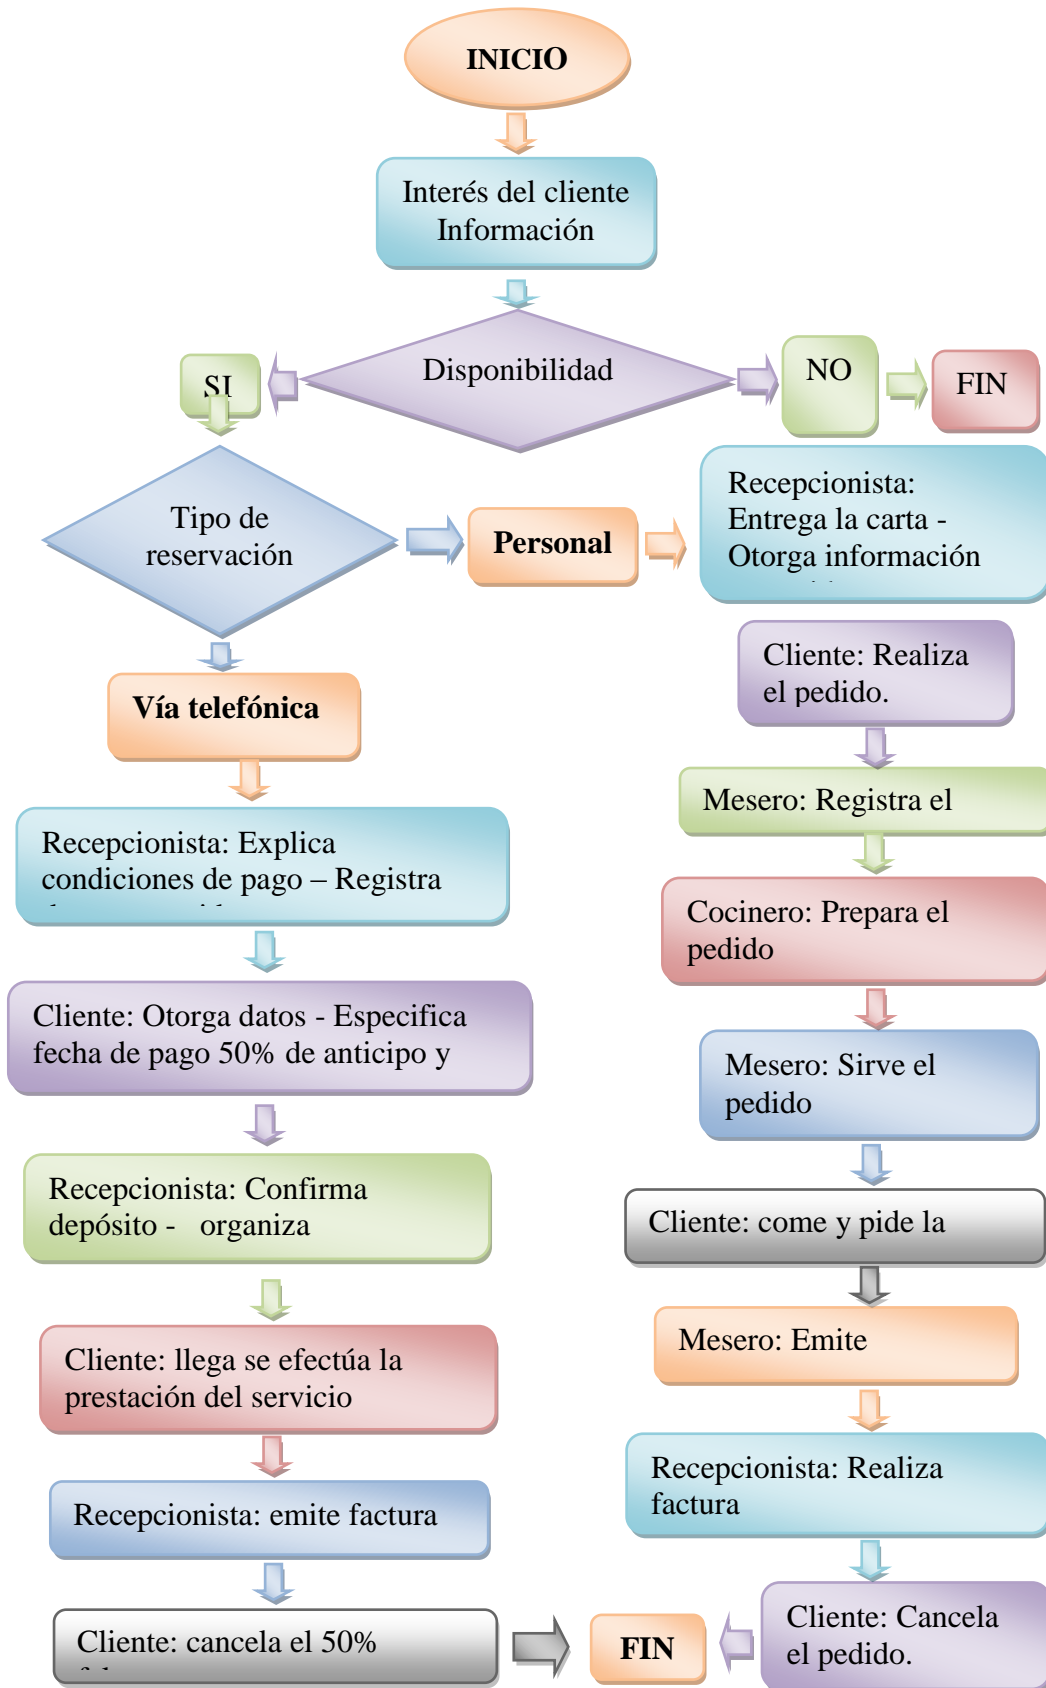 INICIO
Interés del cliente
Información
Disponibilidad
SI
NO
FIN
Tipo de
reservación
Personal
Recepcionista:
Entrega la carta -
Otorga información
Vía telefónica
Recepcionista: Explica
condiciones de pago – Registra
Cliente: Otorga datos - Especifica
fecha de pago 50% de anticipo y
Recepcionista: Confirma
depósito - organiza
Cliente: llega se efectúa la
prestación del servicio
Recepcionista: emite factura
Cliente: cancela el 50%
Cliente: Realiza
el pedido.
Mesero: Registra el
Cocinero: Prepara el
pedido
Mesero: Sirve el
pedido
Cliente: come y pide la
Mesero: Emite
Recepcionista: Realiza
factura
Cliente: Cancela
el pedido.
FIN